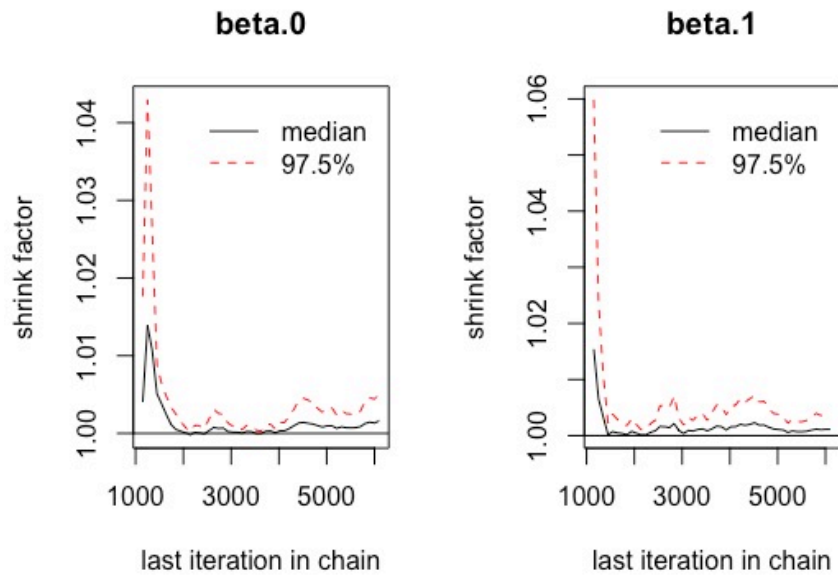 beta.0
shrink factor
1.00 1.01 1.02 1.03 1.04
median
97.5%
1000 3000 5000
last iteration in chain
beta.1
shrink factor
1.00 1.02 1.04 1.06
median
97.5%
1000 3000 5000
last iteration in chain